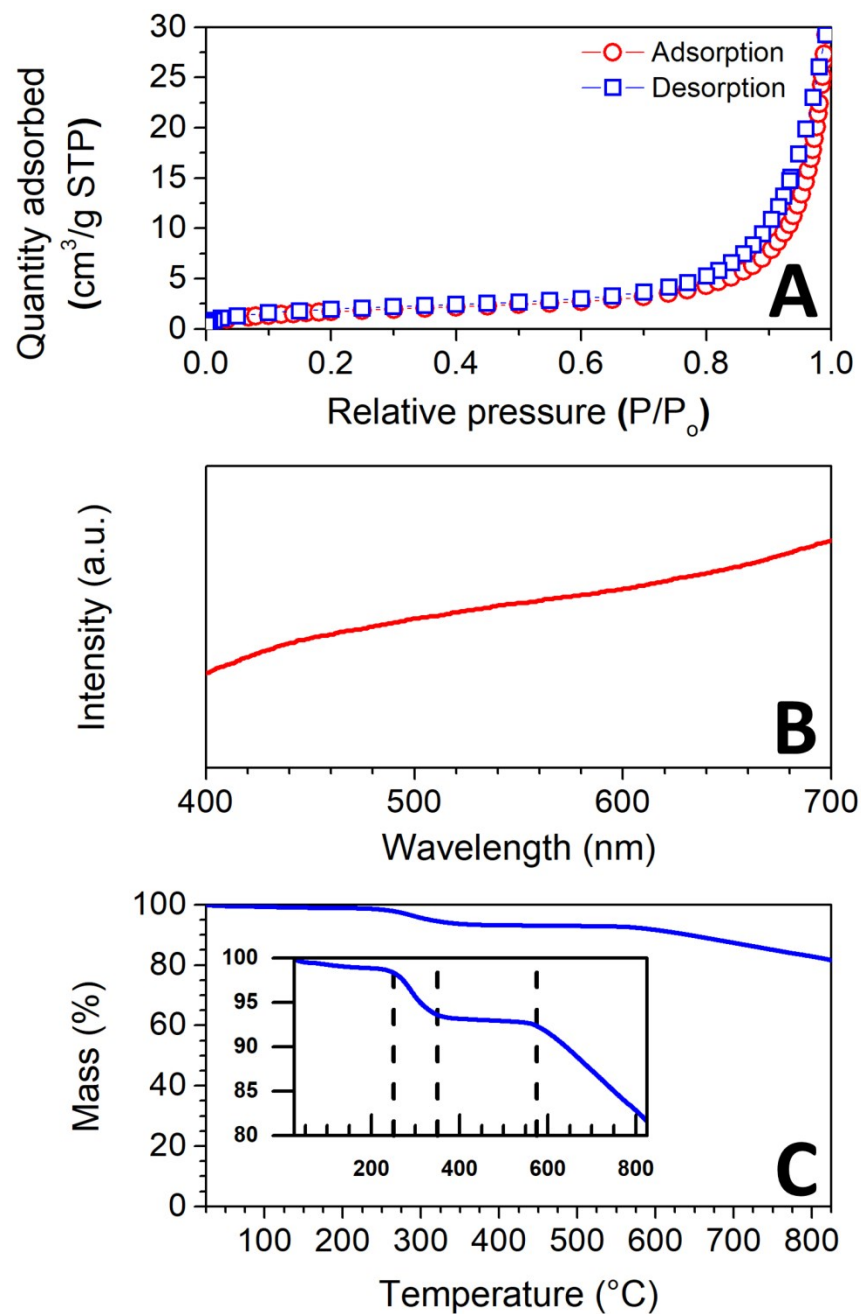 30
25
20
15
10
5
0
Quantity adsorbed
(cm³/g STP)
Adsorption
Desorption
A
0.0 0.2 0.4 0.6 0.8 1.0
Relative pressure (P/Pₒ)
Intensity (a.u.)
B
400 500 600 700
Wavelength (nm)
100
80
60
40
20
0
Mass (%)
100
95
90
85
80
200 400 600 800
C
100 200 300 400 500 600 700 800
Temperature (°C)